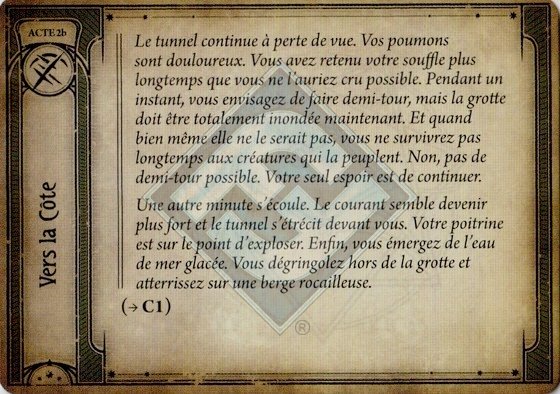 ACTE 2b
Vers la Côte
Le tunnel continue à perte de vue. Vos poumons
sont douloureux. Vous avez retenu votre souffle plus
longtemps que vous ne l'auriez cru possible. Pendant un
instant, vous envisagez de faire demi-tour, mais la grotte
doit être totalement inondée maintenant. Et quand
bien même elle ne le serait pas, vous ne survivrez pas
longtemps aux créatures qui la peuplent. Non, pas de
demi-tour possible. Votre seul espoir est de continuer.
Une autre minute s'écoule. Le courant semble devenir
plus fort et le tunnel s'étrécit devant vous. Votre poitrine
est sur le point d'exploser. Enfin, vous émergez de l'eau
de mer glacée. Vous dégringolez hors de la grotte et
atterrissez sur une berge rocailleuse.
(→ C1)
®